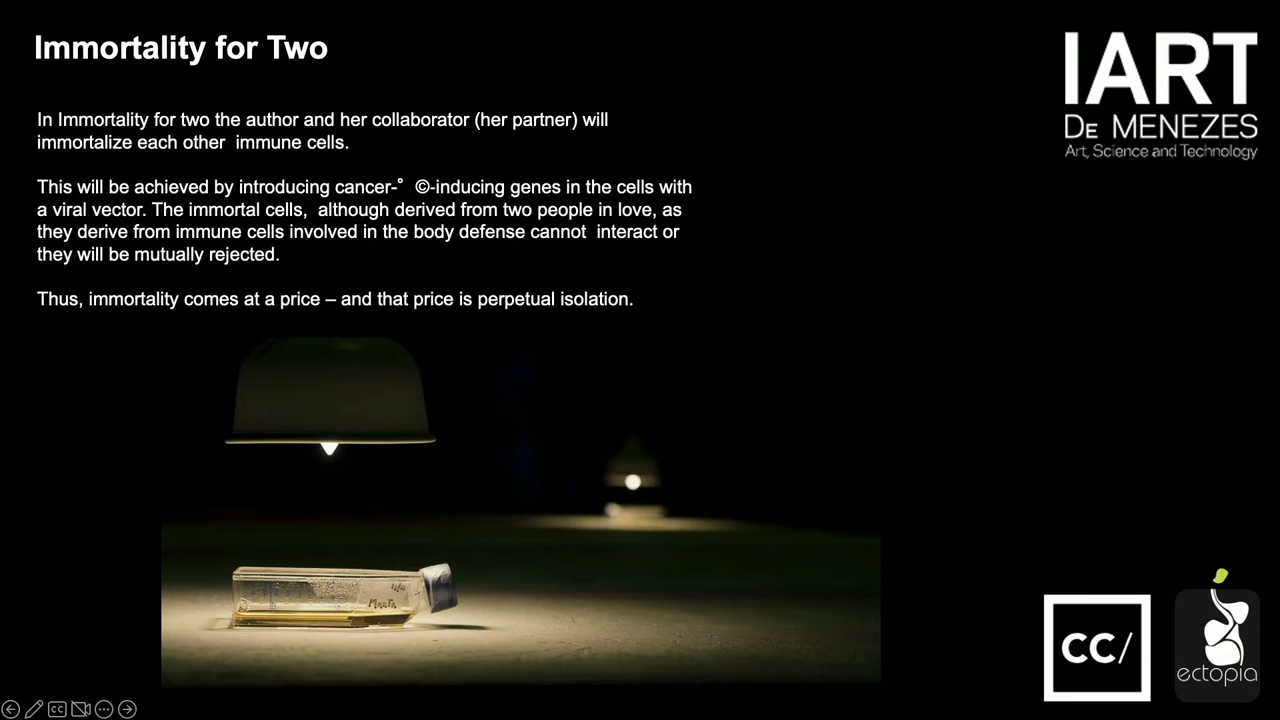 Immortality for Two
In Immortality for two the author and her collaborator (her partner) will
immortalize each other  immune cells.
This will be achieved by introducing cancer-°  ©-inducing genes in the cells with
a viral vector. The immortal cells,  although derived from two people in love, as
they derive from immune cells involved in the body defense cannot  interact or
they will be mutually rejected.
Thus, immortality comes at a price – and that price is perpetual isolation.
IART
DE MENEZES
Art, Science and Technology
Marta
CC/
ectopia
CC